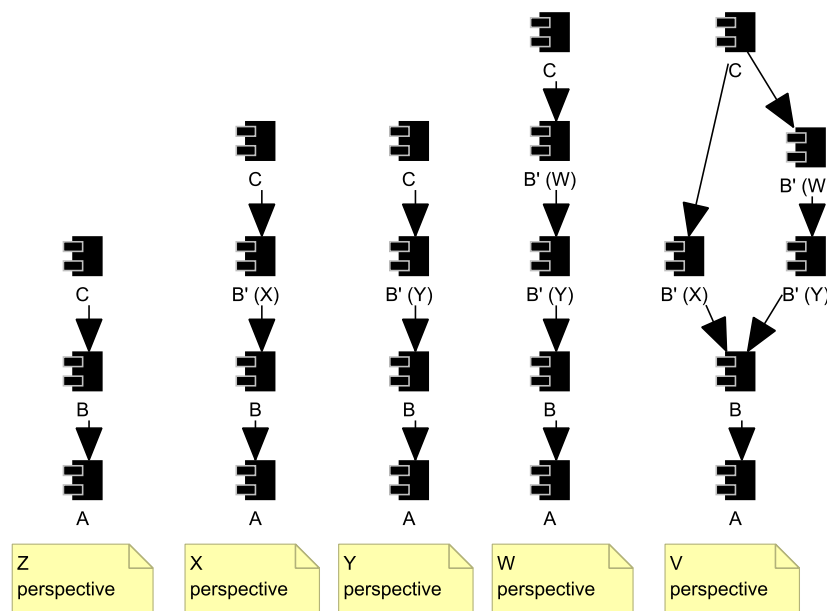 C
C
C
C
C
B' (W)
B' (W
C
B' (X)
B' (Y)
B' (Y)
B' (X)
B' (Y)
B
B
B
B
B
A
A
A
A
A
Z
perspective
X
perspective
Y
perspective
W
perspective
V
perspective